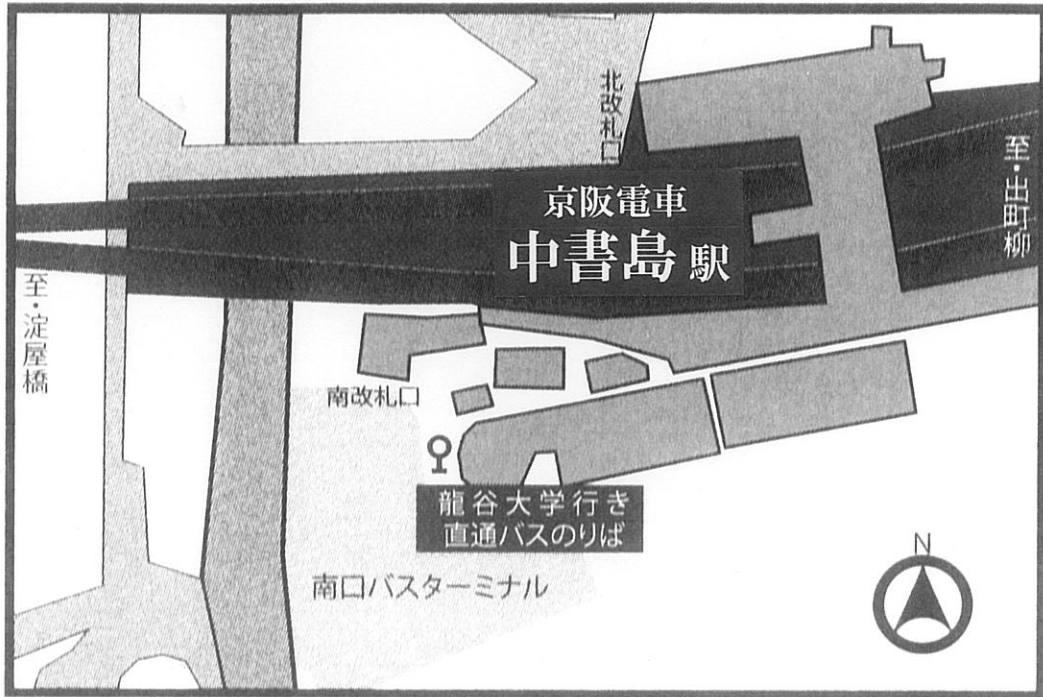 北改札口
京阪電車
中書島駅
至・出町柳
至・淀屋橋
南改札口
龍谷大学行き
直通バスのりば
南口バスターミナル
N